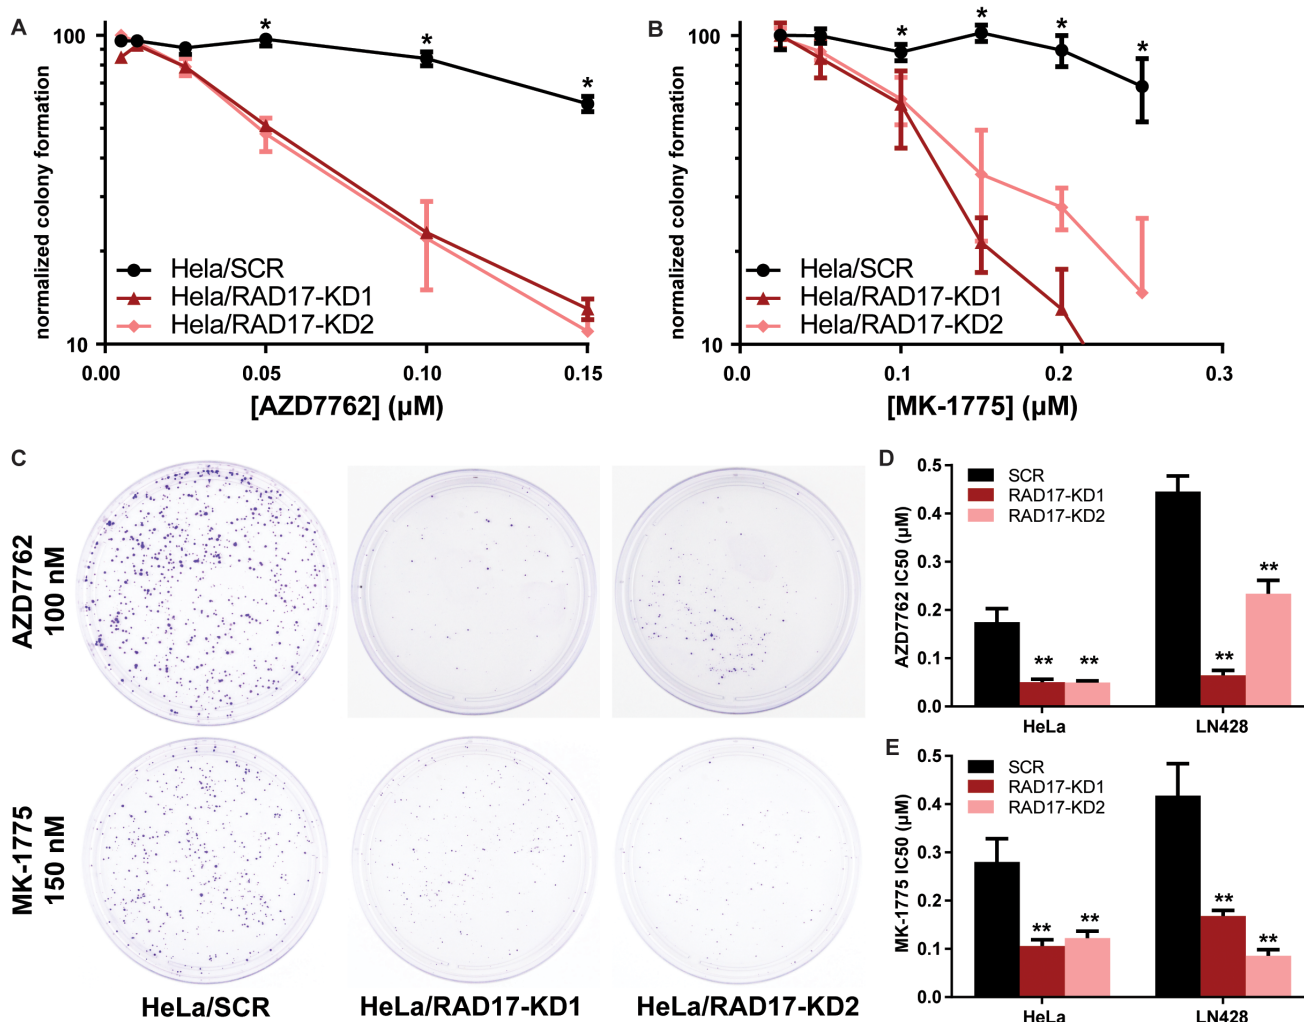 A
normalized colony formation
100
10
*
*
*
Hela/SCR
Hela/RAD17-KD1
Hela/RAD17-KD2
0.00
0.05
0.10
0.15
[AZD7762] (μM)
B
normalized colony formation
100
10
*
*
*
*
Hela/SCR
Hela/RAD17-KD1
Hela/RAD17-KD2
0.0
0.1
0.2
0.3
[MK-1775] (μM)
C
AZD7762
100 nM
MK-1775
150 nM
HeLa/SCR
HeLa/RAD17-KD1
HeLa/RAD17-KD2
D
AZD7762 IC50 (μM)
0.5
0.4
0.3
0.2
0.1
0.0
SCR
RAD17-KD1
RAD17-KD2
**
**
**
**
HeLa
LN428
E
MK-1775 IC50 (μM)
0.5
0.4
0.3
0.2
0.1
0.0
SCR
RAD17-KD1
RAD17-KD2
**
**
**
**
HeLa
LN428